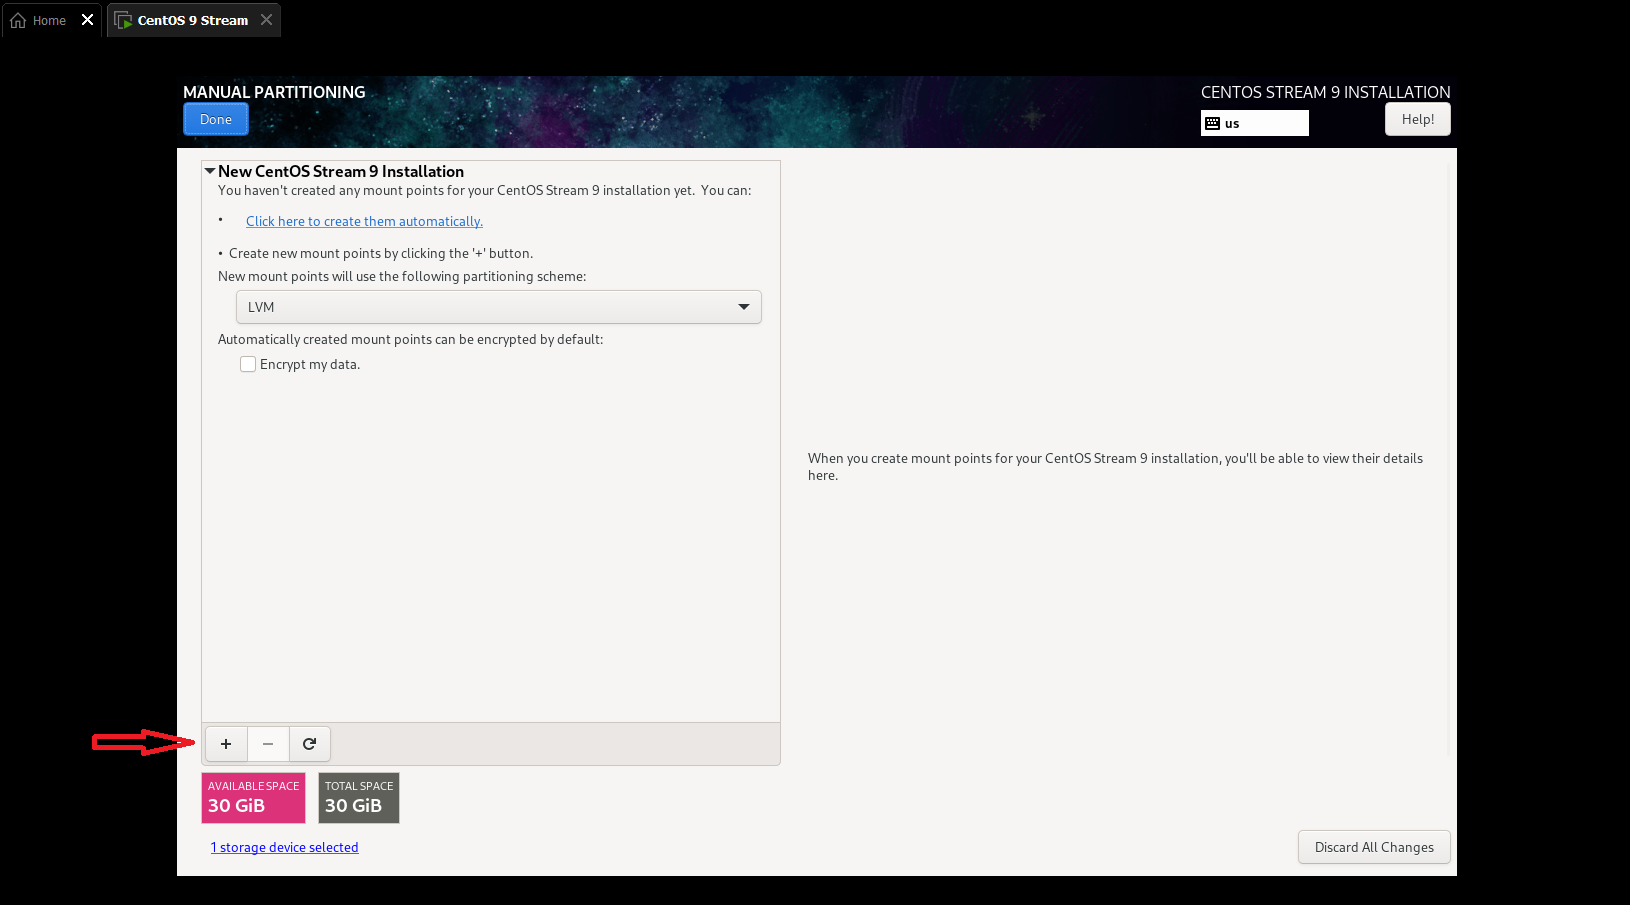 Home
CentOS 9 Stream
MANUAL PARTITIONING
CENTOS STREAM 9 INSTALLATION
Done
us
Help!
New CentOS Stream 9 Installation
You haven't created any mount points for your CentOS Stream 9 installation yet. You can:
• Click here to create them automatically.
• Create new mount points by clicking the '+' button.
New mount points will use the following partitioning scheme:
LVM
Automatically created mount points can be encrypted by default:
Encrypt my data.
When you create mount points for your CentOS Stream 9 installation, you'll be able to view their details
here.
AVAILABLE SPACE
30 GiB
TOTAL SPACE
30 GiB
1 storage device selected
Discard All Changes